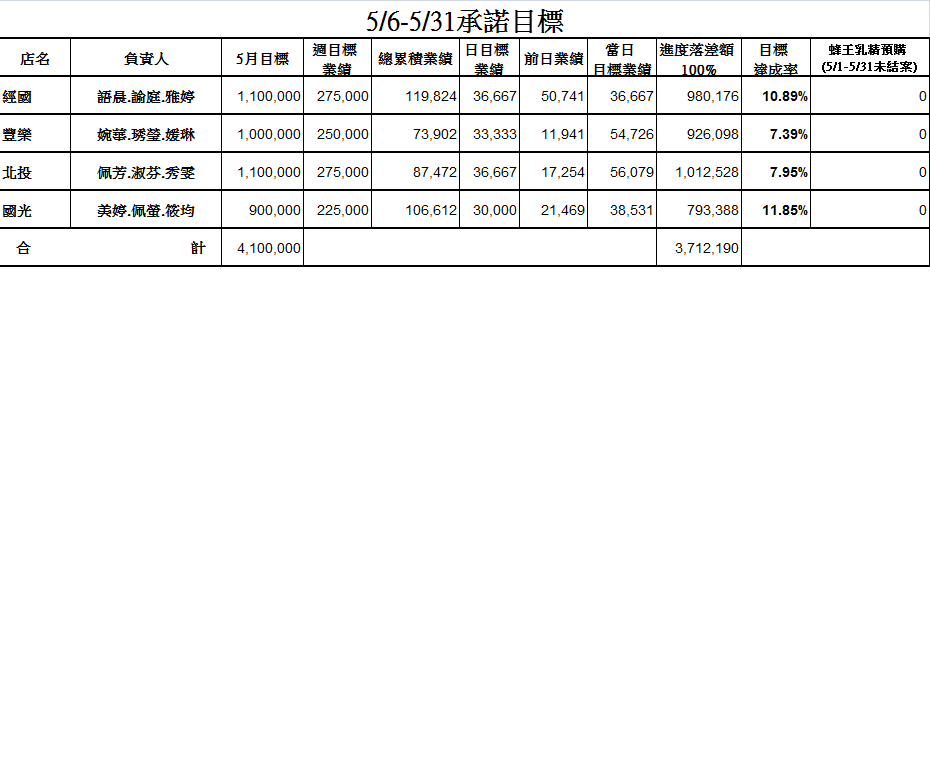 5/6-5/31承諾目標
店名 負責人 5月目標 週目標業績 總累積業績 日目標業績 前日業績 當日目標業績 進度落差額100% 目標達成率 蜂王乳精預購(5/1-5/31未結案)
經國 語晨.諭庭.雅婷 1,100,000 275,000 119,824 36,667 50,741 36,667 980,176 10.89% 0
豐樂 婉華.琇瑩.媛琳 1,000,000 250,000 73,902 33,333 11,941 54,726 926,098 7.39% 0
北投 佩芳.淑芬.秀雯 1,100,000 275,000 87,472 36,667 17,254 56,079 1,012,528 7.95% 0
國光 美婷.佩螢.筱均 900,000 225,000 106,612 30,000 21,469 38,531 793,388 11.85% 0
合計 4,100,000 3,712,190